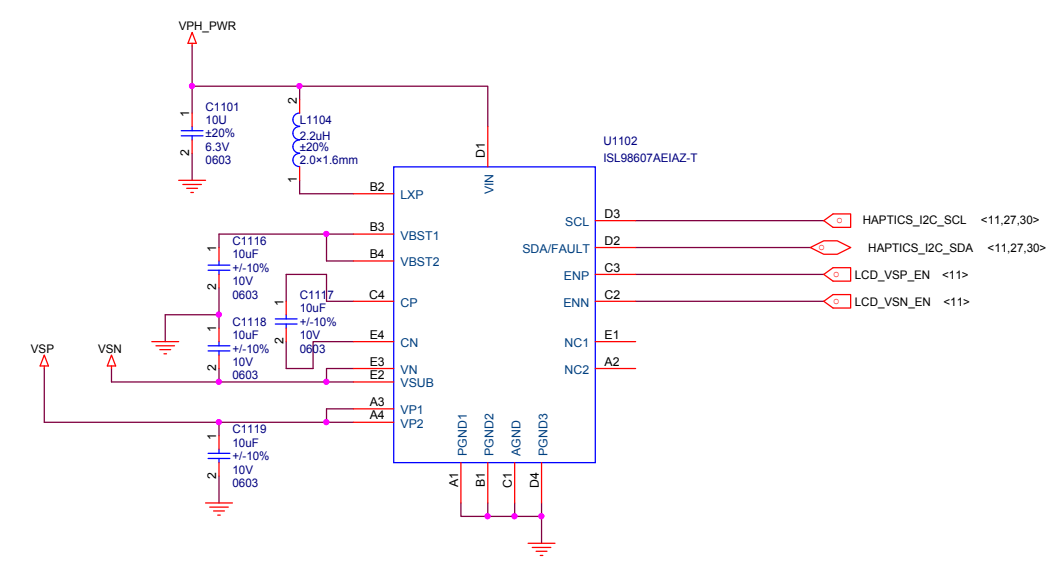 VPH_PWR
1
C1101
10U
±20%
6.3V
0603
2
2
L1104
2.2uH
±20%
2.0×1.6mm
1
U1102
ISL98607AEIAZ-T
D1
VIN
B2
LXP
B3
VBST1
B4
VBST2
C4
CP
E4
CN
E3
VN
E2
VSUB
A3
VP1
A4
VP2
1
C1116
10uF
+/-10%
10V
0603
2
1
C1117
10uF
+/-10%
10V
0603
2
1
C1118
10uF
+/-10%
10V
0603
2
VSP
VSN
1
C1119
10uF
+/-10%
10V
0603
2
SCL
D3
HAPTICS_I2C_SCL <11,27,30>
SDA/FAULT
D2
HAPTICS_I2C_SDA <11,27,30>
ENP
C3
LCD_VSP_EN <11>
ENN
C2
LCD_VSN_EN <11>
NC1
E1
NC2
A2
PGND1
PGND2
AGND
PGND3
A1
B1
C1
D4